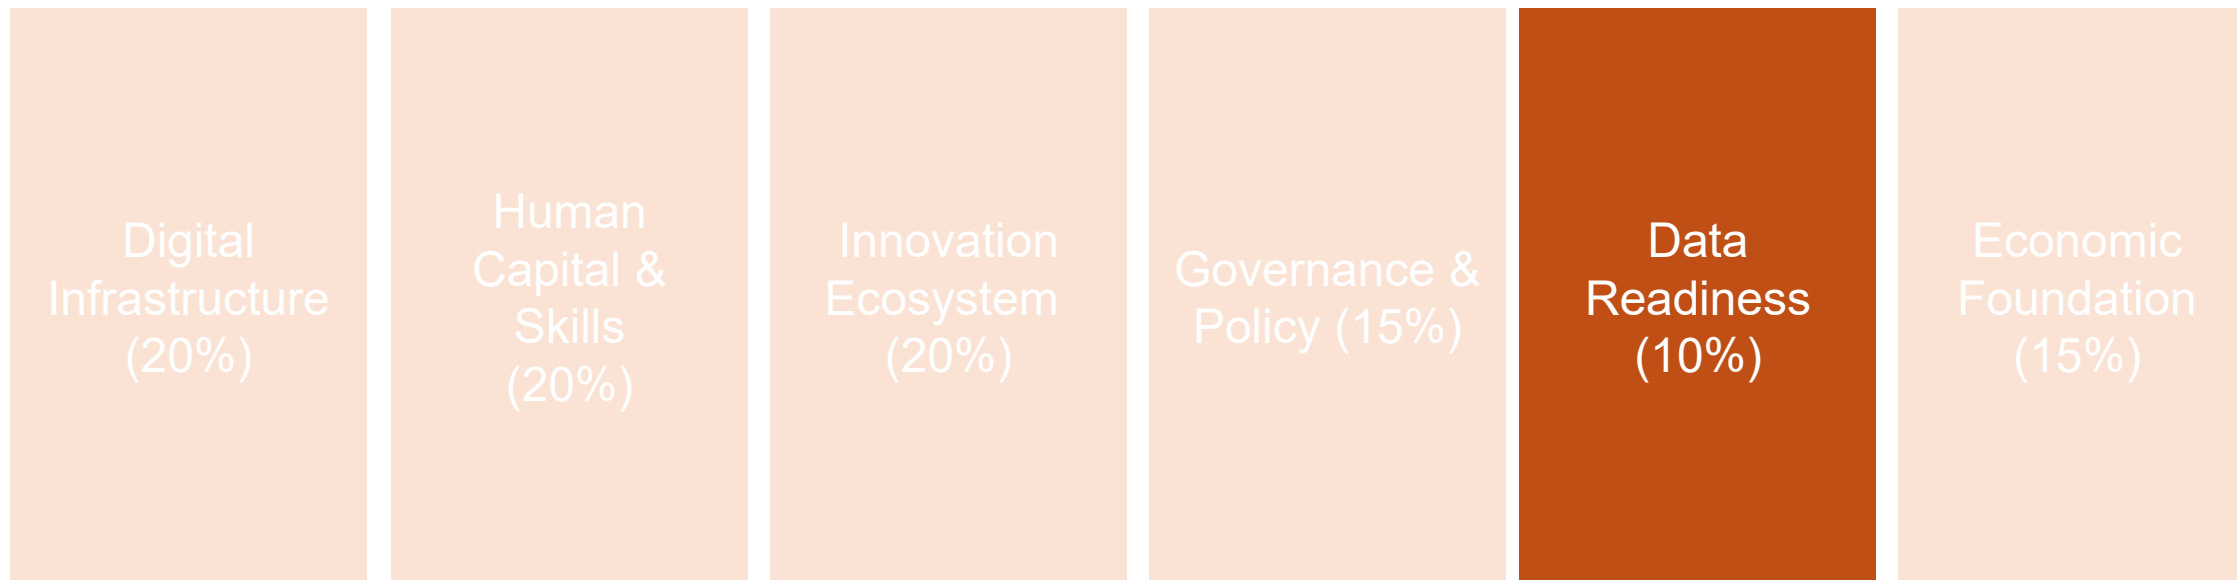 Digital
Infrastructure
(20%)
Human
Capital &
Skills
(20%)
Innovation
Ecosystem
(20%)
Governance &
Policy (15%)
Data
Readiness
(10%)
Economic
Foundation
(15%)